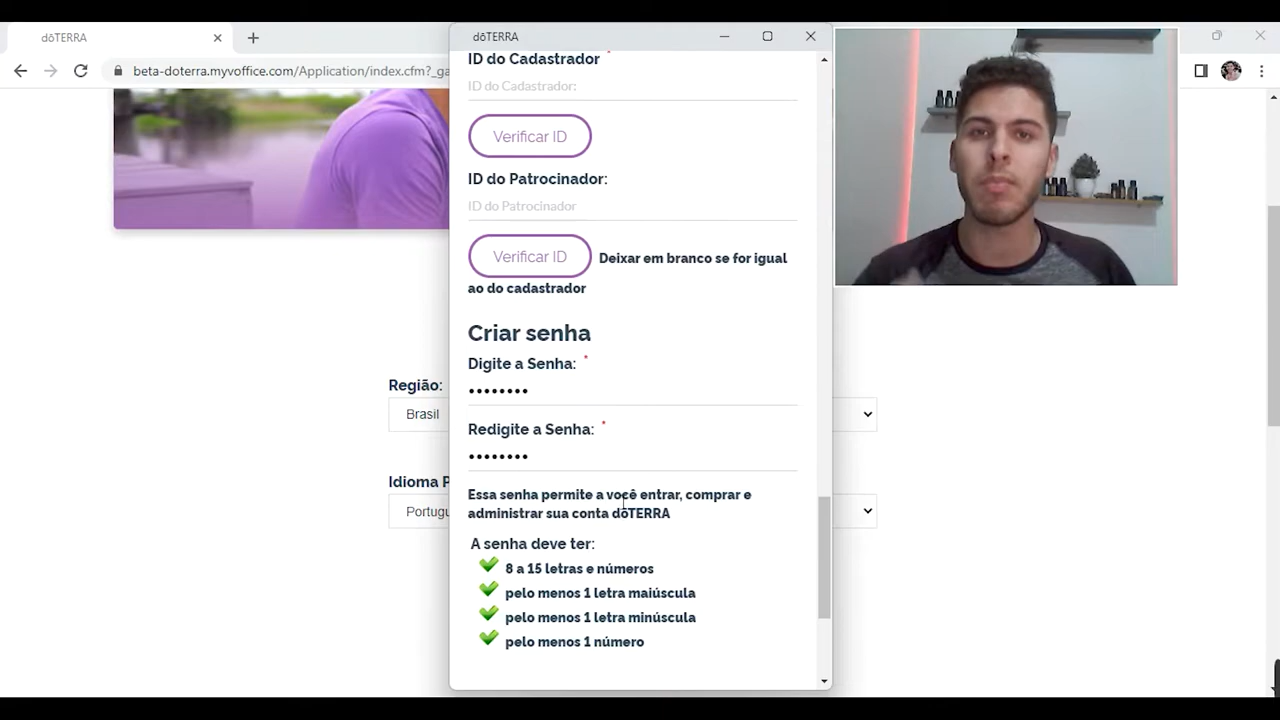 dōTERRA
beta-doterra.myvoffice.com/Application/index.cfm?_ga
dōTERRA
ID do Cadastrador *
ID do Cadastrador:
Verificar ID
ID do Patrocinador:
ID do Patrocinador
Verificar ID Deixar em branco se for igual
ao do cadastrador
Criar senha
Digite a Senha: *
••••••••
Redigite a Senha: *
••••••••
Essa senha permite a você entrar, comprar e
administrar sua conta dōTERRA
A senha deve ter:
8 a 15 letras e números
pelo menos 1 letra maiúscula
pelo menos 1 letra minúscula
pelo menos 1 número
Região:
Brasil
Idioma P
Portugu